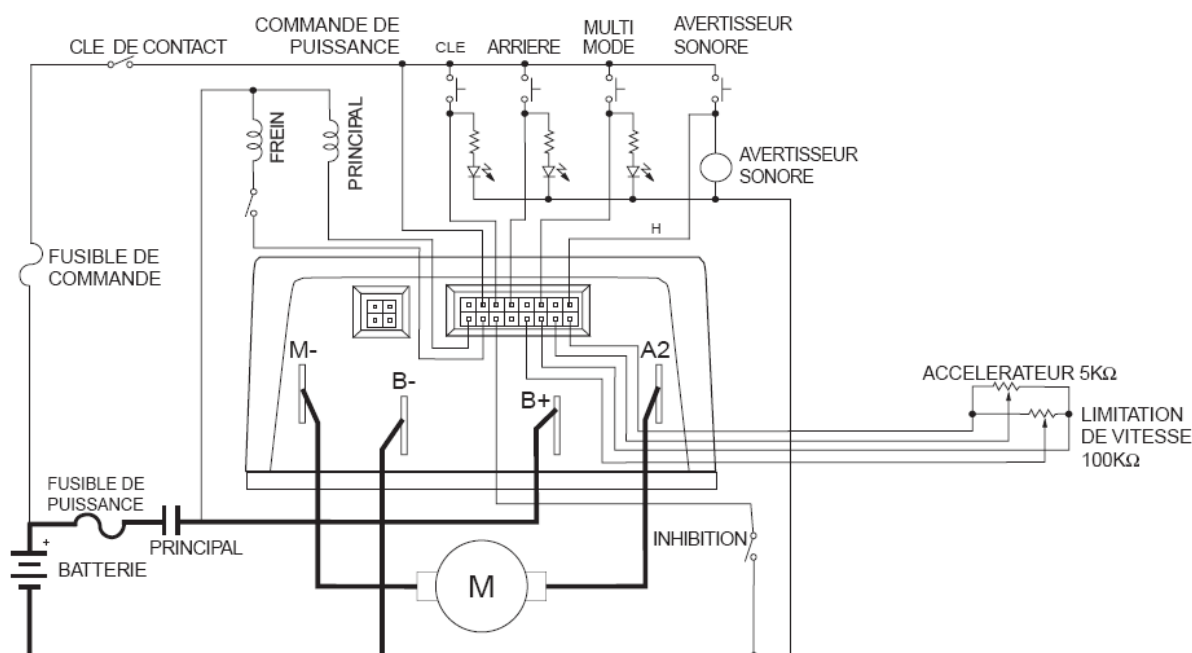 COMMANDE DE
PUISSANCE
CLE DE CONTACT
CLE
ARRIERE
MULTI
MODE
AVERTISSEUR
SONORE
FREIN
PRINCIPAL
AVERTISSEUR
SONORE
H
FUSIBLE DE
COMMANDE
M-
B-
B+
A2
ACCELERATEUR 5KΩ
LIMITATION
DE VITESSE
100KΩ
FUSIBLE DE
PUISSANCE
+
BATTERIE
PRINCIPAL
INHIBITION
M